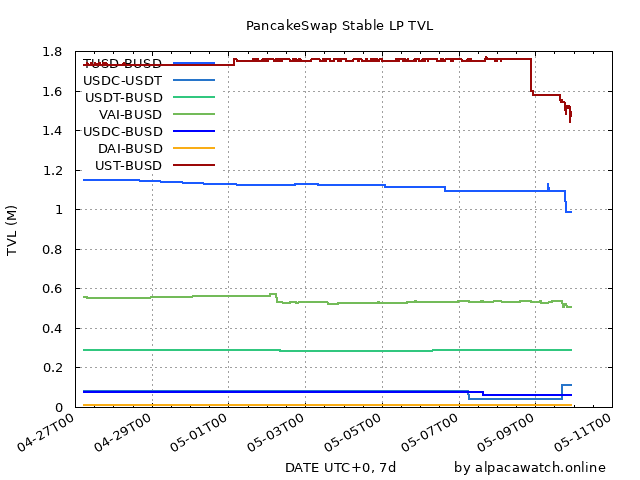 PancakeSwap Stable LP TVL
TVL (M)
1.8
1.6
1.4
1.2
1
0.8
0.6
0.4
0.2
0
TUSD-BUSD
USDC-USDT
USDT-BUSD
VAI-BUSD
USDC-BUSD
DAI-BUSD
UST-BUSD
04-27T00
04-29T00
05-01T00
05-03T00
05-05T00
05-07T00
05-09T00
05-11T00
DATE UTC+0, 7d
by alpacawatch.online